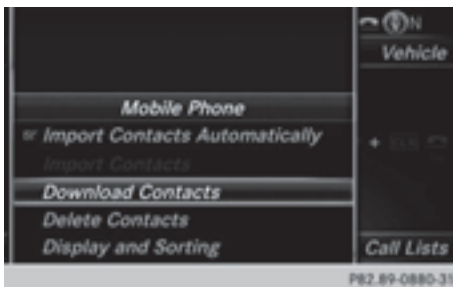 N
Vehicle
Mobile Phone
Import Contacts Automatically
Import Contacts
Download Contacts
Delete Contacts
Display and Sorting
Call Lists
P82.89-0880-31